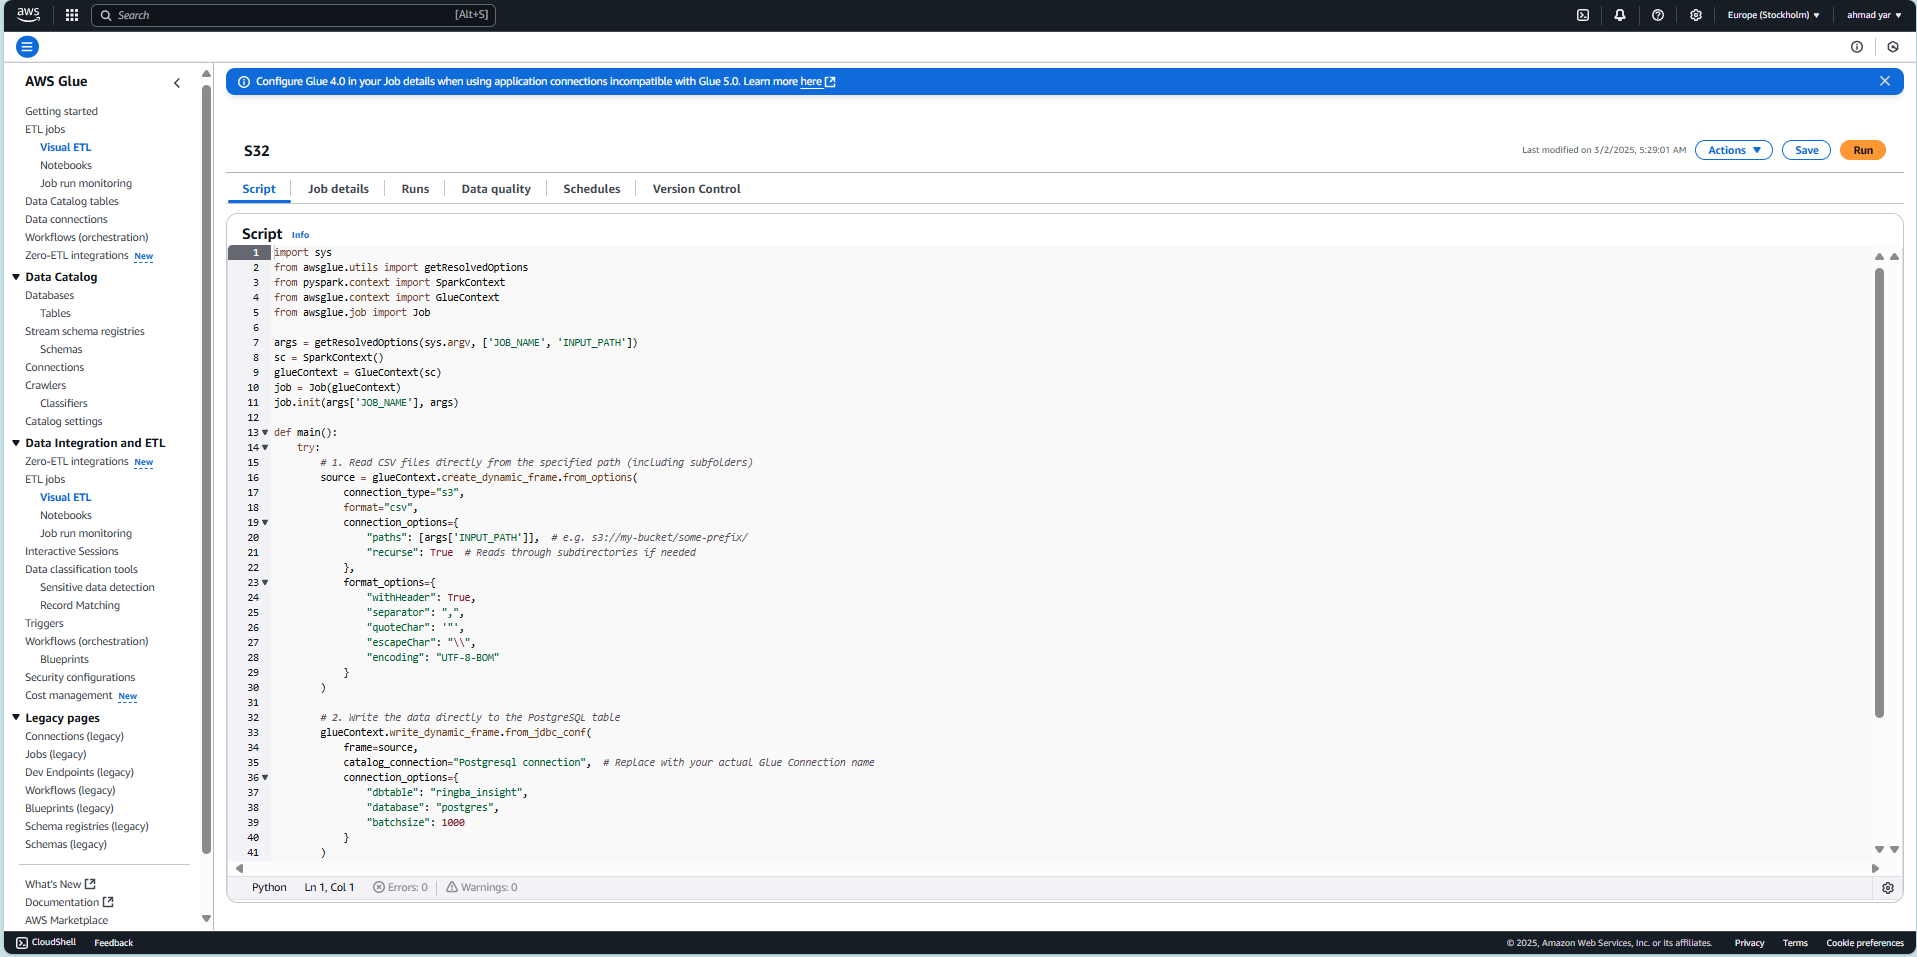 aws
Search
[Alt+S]
Europe (Stockholm)
ahmad yar
AWS Glue
Getting started
ETL jobs
Visual ETL
Notebooks
Job run monitoring
Data Catalog tables
Data connections
Workflows (orchestration)
Zero-ETL integrations New
Data Catalog
Databases
Tables
Stream schema registries
Schemas
Connections
Crawlers
Classifiers
Catalog settings
Data Integration and ETL
Zero-ETL integrations New
ETL jobs
Visual ETL
Notebooks
Job run monitoring
Interactive Sessions
Data classification tools
Sensitive data detection
Record Matching
Triggers
Workflows (orchestration)
Blueprints
Security configurations
Cost management New
Legacy pages
Connections (legacy)
Jobs (legacy)
Dev Endpoints (legacy)
Workflows (legacy)
Blueprints (legacy)
Schema registries (legacy)
Schemas (legacy)
What's New
Documentation
AWS Marketplace
Configure Glue 4.0 in your Job details when using application connections incompatible with Glue 5.0. Learn more here
S32
Last modified on 3/2/2025, 5:29:01 AM
Actions
Save
Run
Script
Job details
Runs
Data quality
Schedules
Version Control
Script Info
1 import sys
2 from awsglue.utils import getResolvedOptions
3 from pyspark.context import SparkContext
4 from awsglue.context import GlueContext
5 from awsglue.job import Job
6
7 args = getResolvedOptions(sys.argv, ['JOB_NAME', 'INPUT_PATH'])
8 sc = SparkContext()
9 glueContext = GlueContext(sc)
10 job = Job(glueContext)
11 job.init(args['JOB_NAME'], args)
12
13 def main():
14 try:
15 # 1. Read CSV files directly from the specified path (including subfolders)
16 source = glueContext.create_dynamic_frame.from_options(
17 connection_type="s3",
18 format="csv",
19 connection_options={
20 "paths": [args['INPUT_PATH']], # e.g. s3://my-bucket/some-prefix/
21 "recurse": True # Reads through subdirectories if needed
22 },
23 format_options={
24 "withHeader": True,
25 "separator": ",",
26 "quoteChar": '"',
27 "escapeChar": "\\",
28 "encoding": "UTF-8-BOM"
29 }
30 )
31
32 # 2. Write the data directly to the PostgreSQL table
33 glueContext.write_dynamic_frame.from_jdbc_conf(
34 frame=source,
35 catalog_connection="Postgresql connection", # Replace with your actual Glue Connection name
36 connection_options={
37 "dbtable": "ringba_insight",
38 "database": "postgres",
39 "batchsize": 1000
40 }
41 )
Python
Ln 1, Col 1
Errors: 0
Warnings: 0
CloudShell
Feedback
© 2025, Amazon Web Services, Inc. or its affiliates.
Privacy
Terms
Cookie preferences